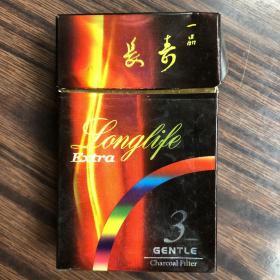 一品
長壽
Longlife
Extra
3
GENTLE
Charcoal Filter